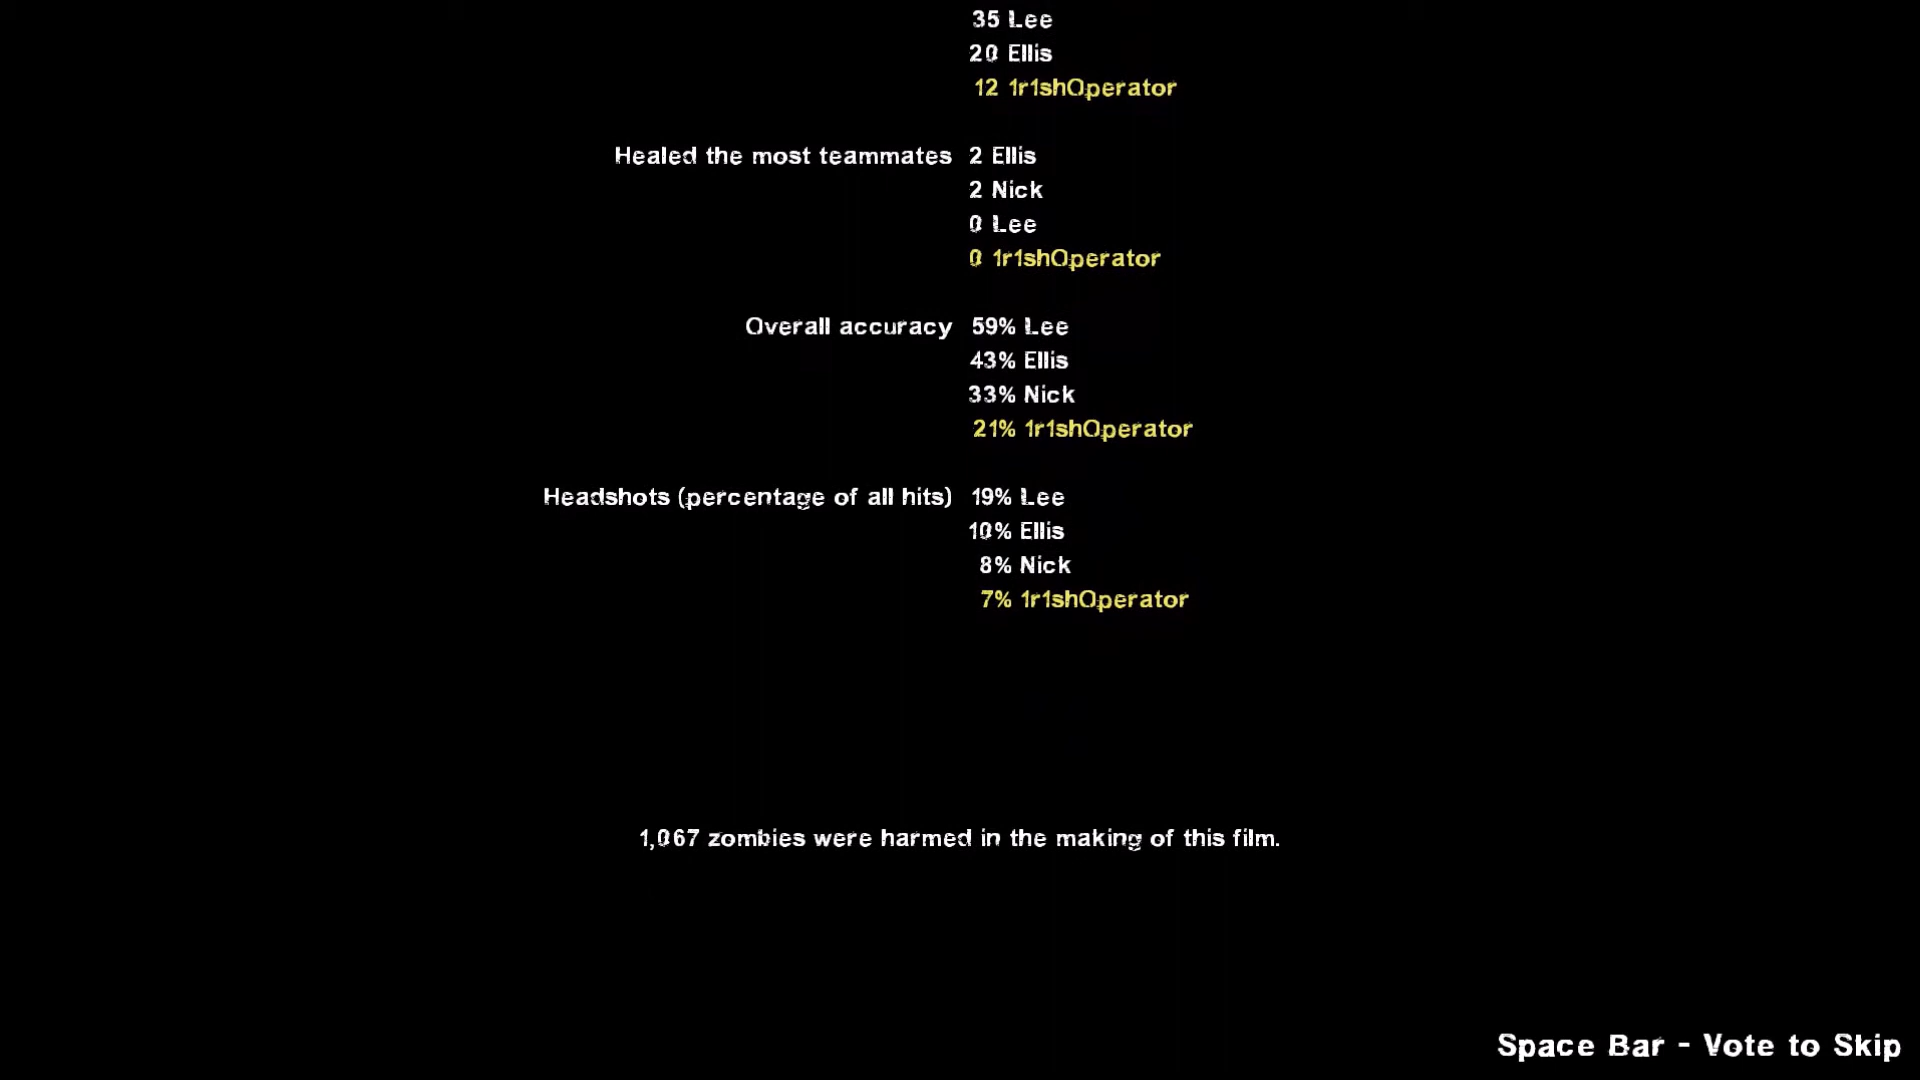 35 Lee
20 Ellis
12 1r1shOperator
Healed the most teammates 2 Ellis
2 Nick
0 Lee
0 1r1shOperator
Overall accuracy 59% Lee
43% Ellis
33% Nick
21% 1r1shOperator
Headshots (percentage of all hits) 19% Lee
10% Ellis
8% Nick
7% 1r1shOperator
1,067 zombies were harmed in the making of this film.
Space Bar - Vote to Skip